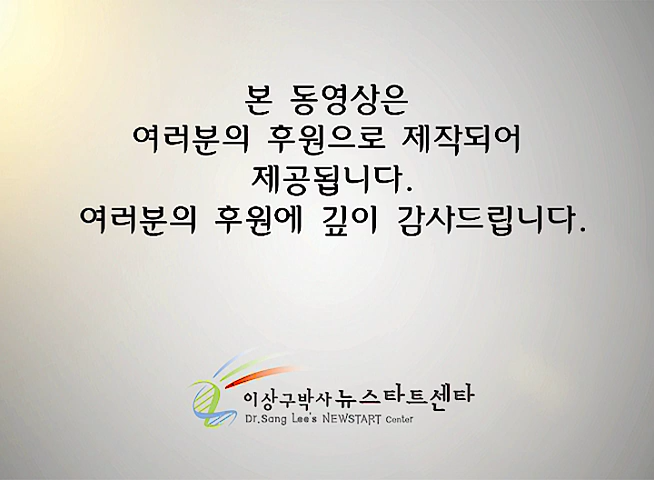 본 동영상은
여러분의 후원으로 제작되어
제공됩니다.
여러분의 후원에 깊이 감사드립니다.
이상구박사 뉴스타트센타
Dr.Sang Lee's NEWSTART Center